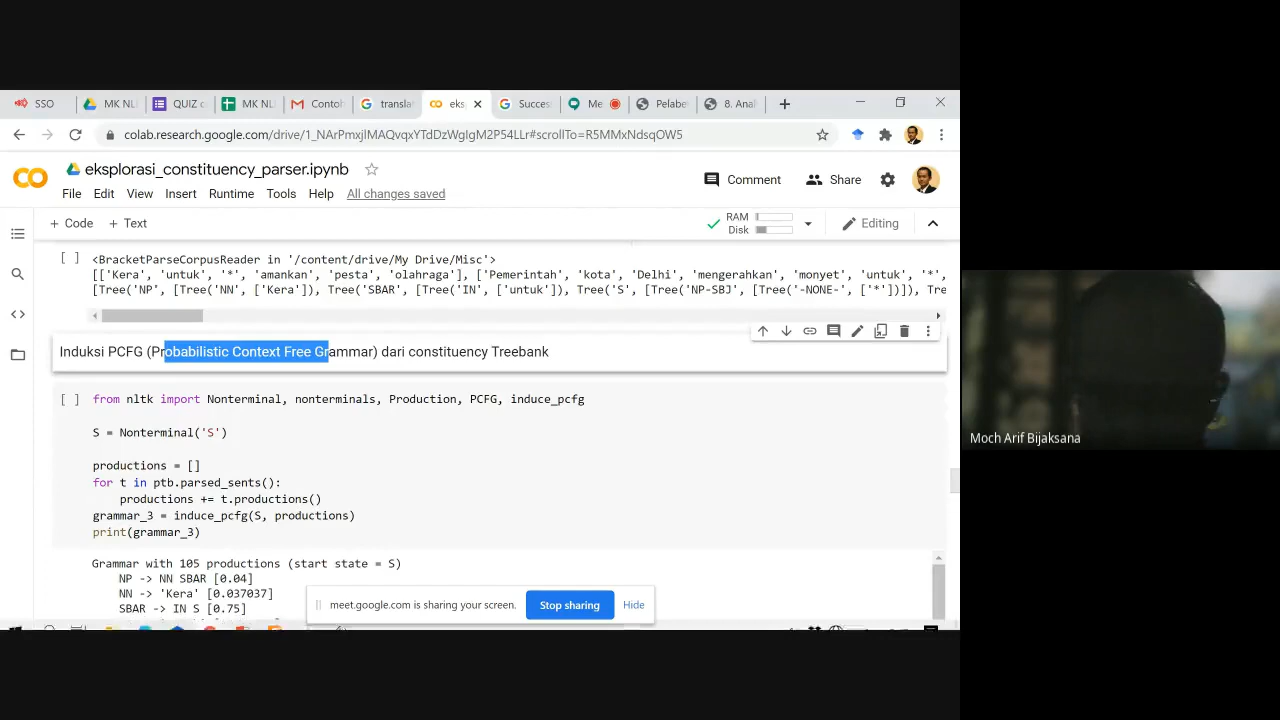 SSO
MK NL
QUIZ
MK NL
Contoh
transla
eks
Succes
Me
Pelabe
8. Anal
colab.research.google.com/drive/1_NArPmxjlMAQvqxYTdDzWgIgM2P54LLr#scrollTo=R5MMxNdsqOW5
eksplorasi_constituency_parser.ipynb
Comment
Share
File Edit View Insert Runtime Tools Help All changes saved
+ Code + Text
RAM
Disk
Editing
[ ] <BracketParseCorpusReader in '/content/drive/My Drive/Misc'>
[['Kera', 'untuk', '*', 'amankan', 'pesta', 'olahraga'], ['Pemerintah', 'kota', 'Delhi', 'mengerahkan', 'monyet', 'untuk', '*',
[Tree('NP', [Tree('NN', ['Kera']), Tree('SBAR', [Tree('IN', ['untuk']), Tree('S', [Tree('NP-SBJ', [Tree('-NONE-', ['*'])]), Tre
Induksi PCFG (Probabilistic Context Free Grammar) dari constituency Treebank
[ ] from nltk import Nonterminal, nonterminals, Production, PCFG, induce_pcfg
S = Nonterminal('S')
productions = []
for t in ptb.parsed_sents():
productions += t.productions()
grammar_3 = induce_pcfg(S, productions)
print(grammar_3)
Grammar with 105 productions (start state = S)
NP -> NN SBAR [0.04]
NN -> 'Kera' [0.037037]
SBAR -> IN S [0.75]
meet.google.com is sharing your screen.
Stop sharing
Hide
Moch Arif Bijaksana